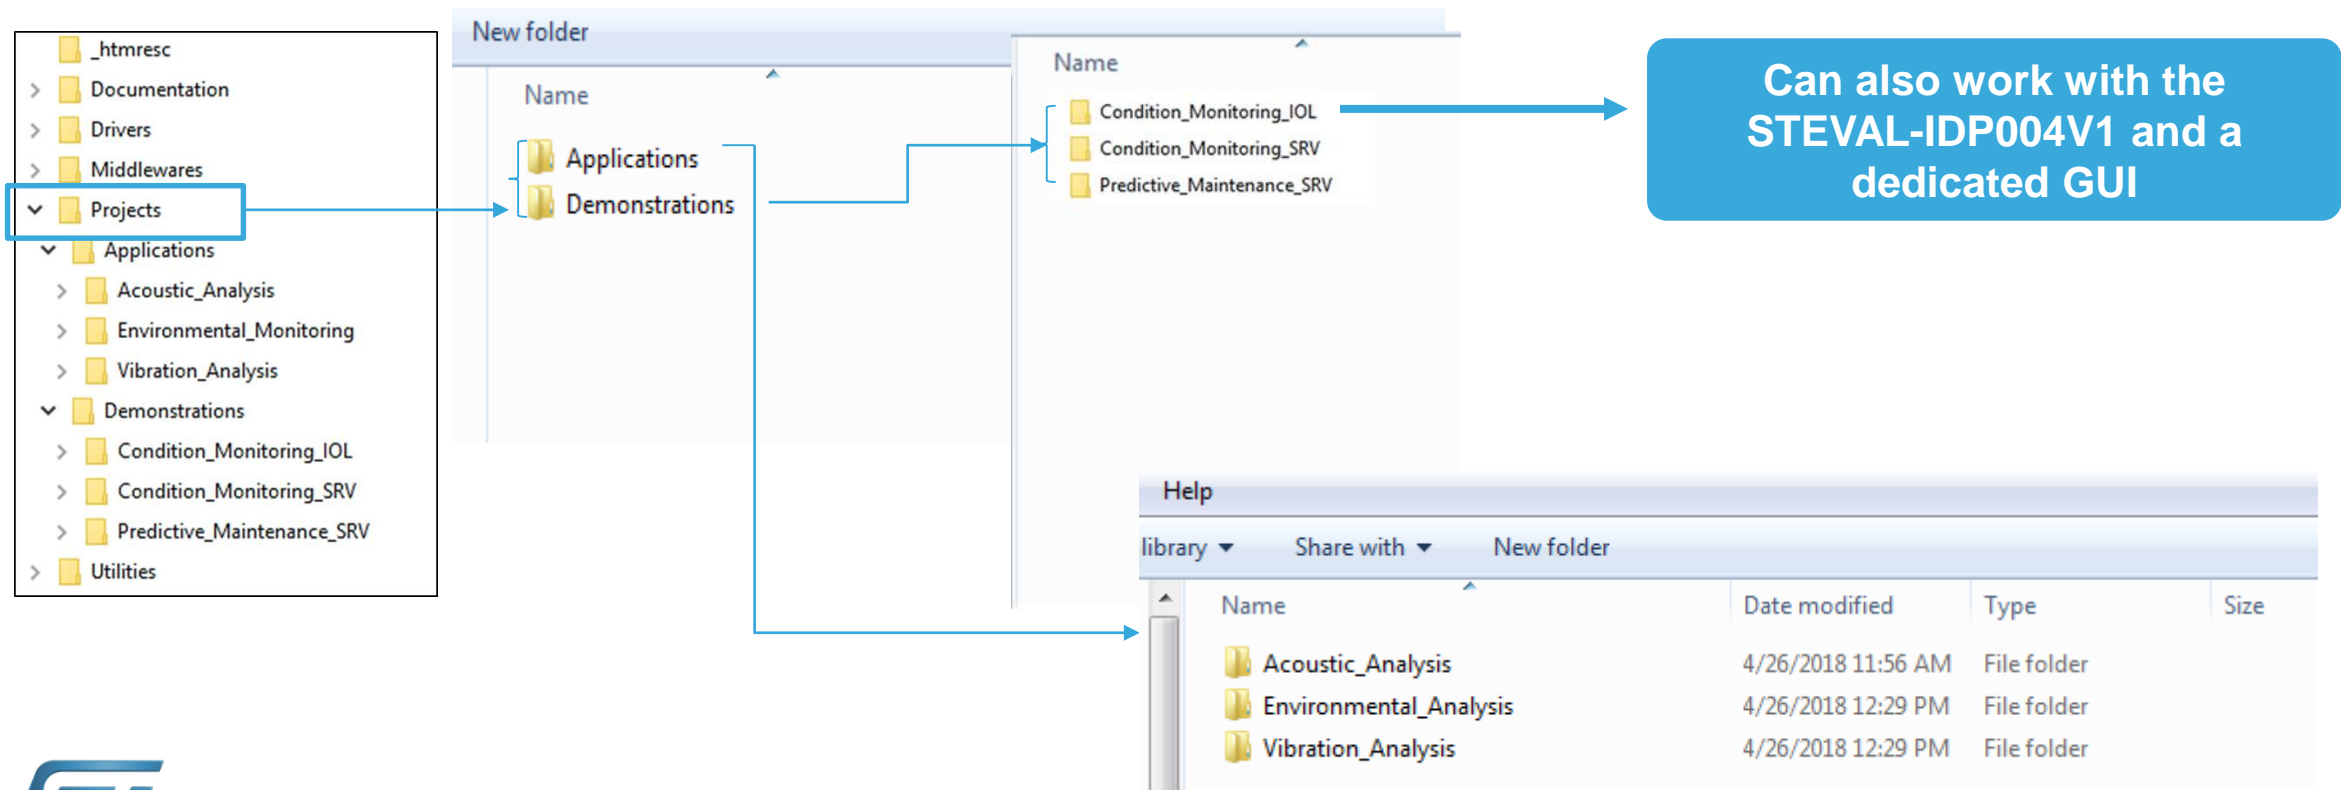 _htmresc
Documentation
Drivers
Middlewares
Projects
Applications
Acoustic_Analysis
Environmental_Monitoring
Vibration_Analysis
Demonstrations
Condition_Monitoring_IOL
Condition_Monitoring_SRV
Predictive_Maintenance_SRV
Utilities
New folder
Name
Applications
Demonstrations
Name
Condition_Monitoring_IOL
Condition_Monitoring_SRV
Predictive_Maintenance_SRV
Can also work with the
STEVAL-IDP004V1 and a
dedicated GUI
Help
library Share with New folder
Name Date modified Type Size
Acoustic_Analysis 4/26/2018 11:56 AM File folder
Environmental_Analysis 4/26/2018 12:29 PM File folder
Vibration_Analysis 4/26/2018 12:29 PM File folder